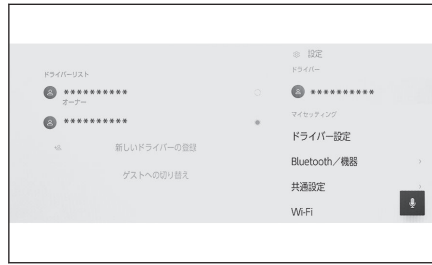 ドライバーリスト
**********
オーナー
**********
新しいドライバーの登録
ゲストへの切り替え
設定
ドライバー
**********
マイセッティング
ドライバー設定
Bluetooth／機器
共通設定
Wi-Fi